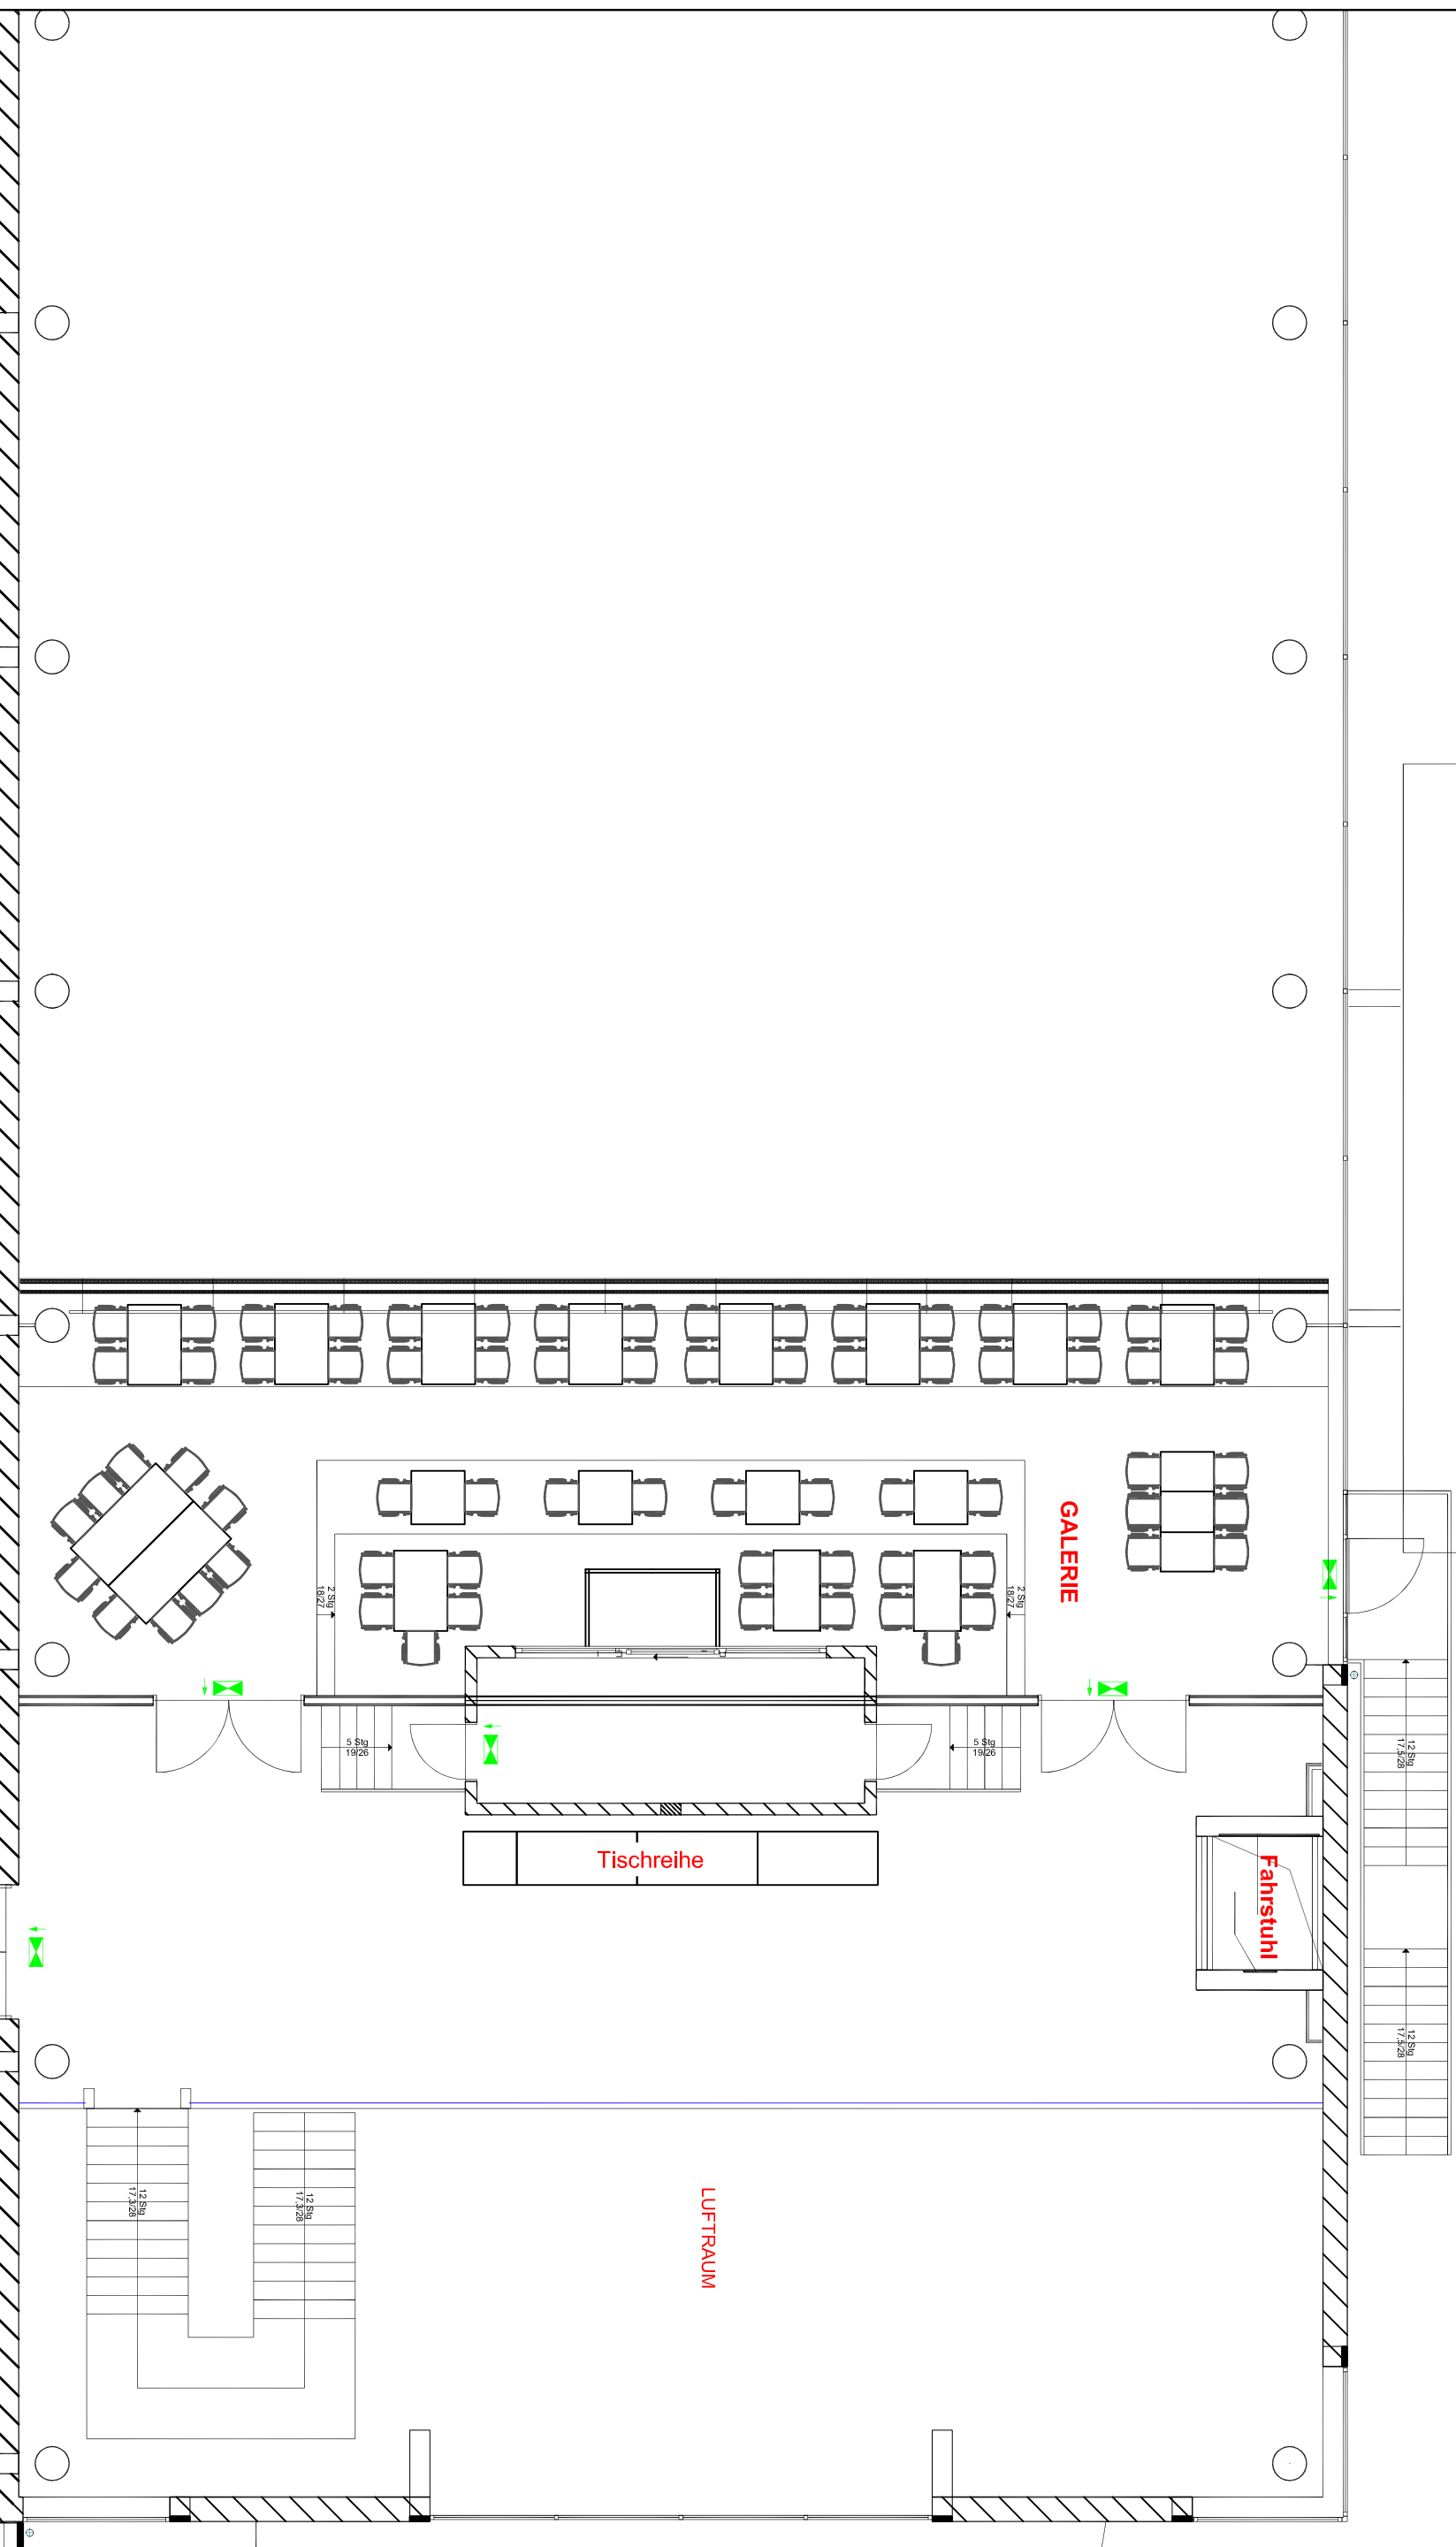 GALERIE
2 Stg
18/27
2 Stg
18/27
5 Stg
19/26
5 Stg
19/26
12 Stg
17,5/28
Tischreihe
Fahrstuhl
12 Stg
17,5/28
12 Stg
17,3/28
12 Stg
17,3/28
LUFTRAUM